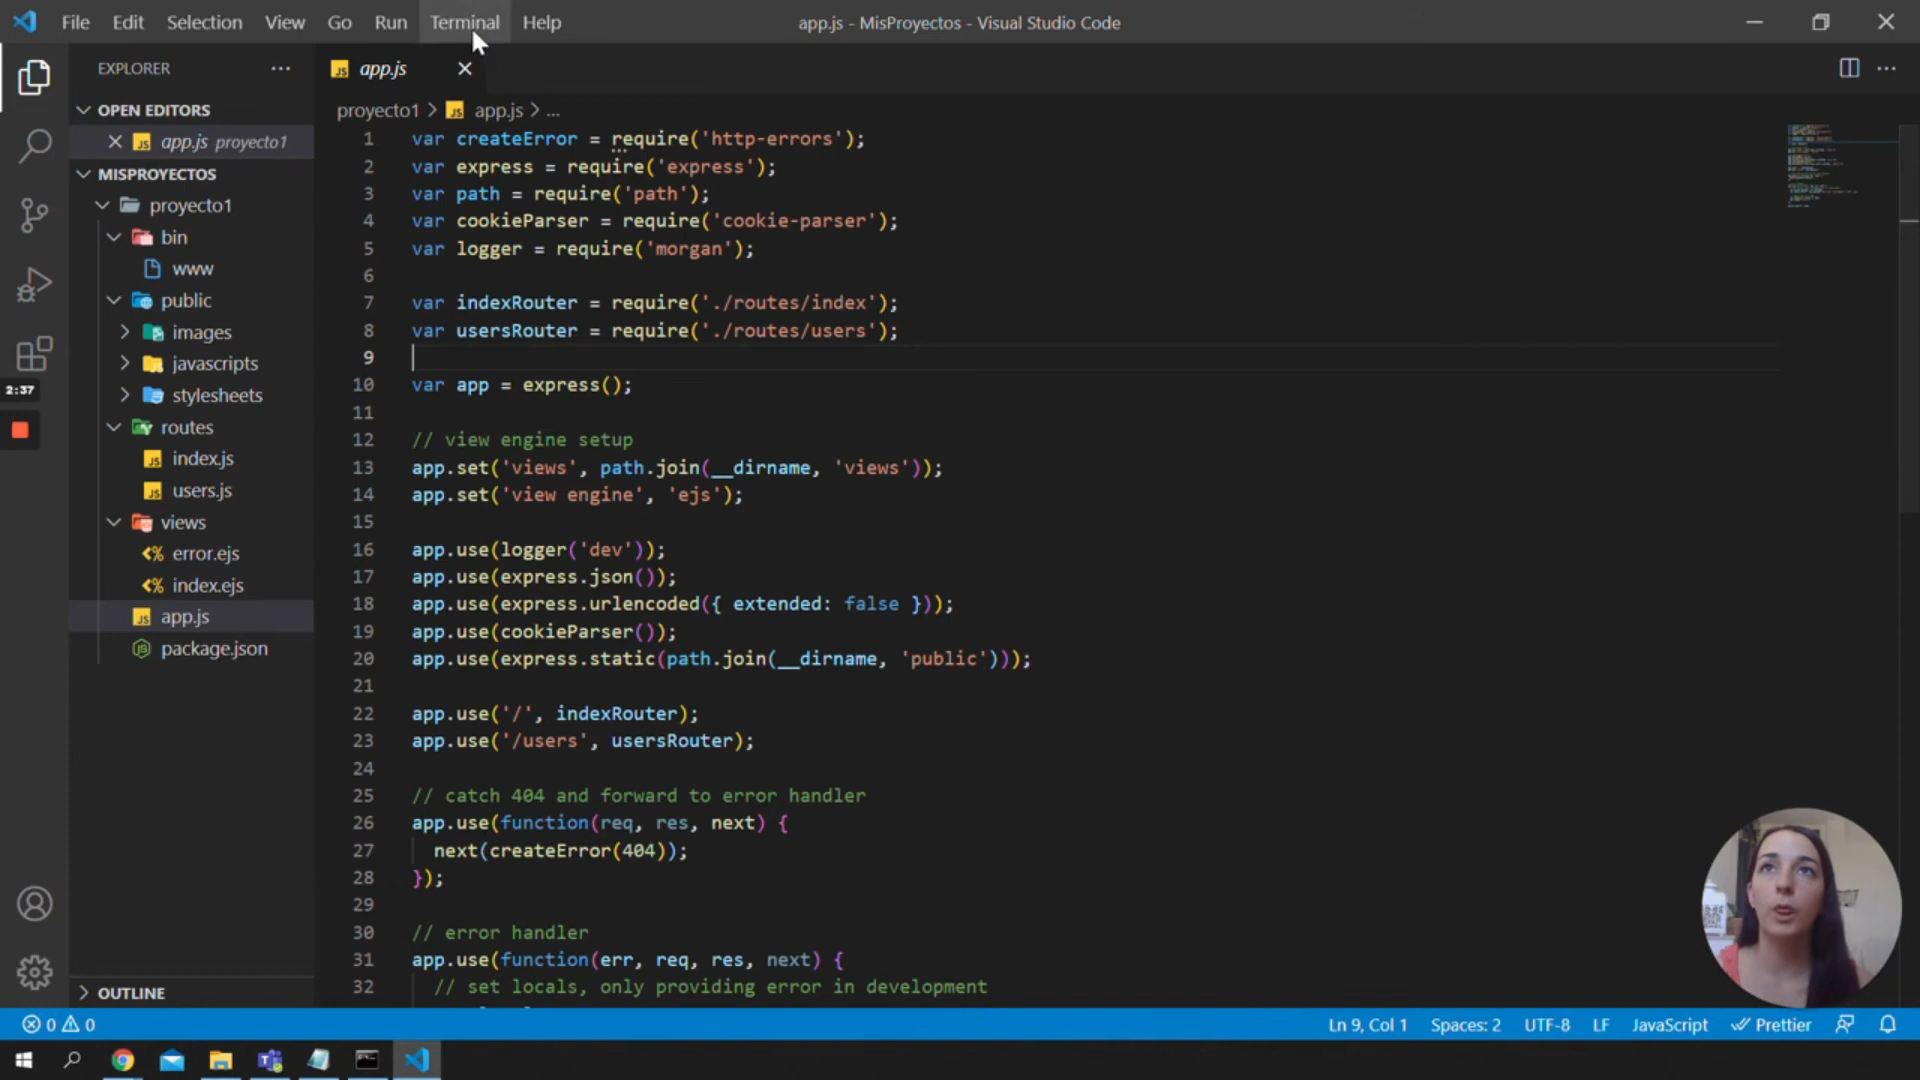 File Edit Selection View Go Run Terminal Help
app.js - MisProyectos - Visual Studio Code
EXPLORER
OPEN EDITORS
app.js proyecto1
MISPROYECTOS
proyecto1
bin
www
public
images
javascripts
stylesheets
routes
index.js
users.js
views
error.ejs
index.ejs
app.js
package.json
OUTLINE
2:37
app.js
proyecto1 > app.js > ...
1 var createError = require('http-errors');
2 var express = require('express');
3 var path = require('path');
4 var cookieParser = require('cookie-parser');
5 var logger = require('morgan');
6
7 var indexRouter = require('./routes/index');
8 var usersRouter = require('./routes/users');
9
10 var app = express();
11
12 // view engine setup
13 app.set('views', path.join(__dirname, 'views'));
14 app.set('view engine', 'ejs');
15
16 app.use(logger('dev'));
17 app.use(express.json());
18 app.use(express.urlencoded({ extended: false }));
19 app.use(cookieParser());
20 app.use(express.static(path.join(__dirname, 'public')));
21
22 app.use('/', indexRouter);
23 app.use('/users', usersRouter);
24
25 // catch 404 and forward to error handler
26 app.use(function(req, res, next) {
27 next(createError(404));
28 });
29
30 // error handler
31 app.use(function(err, req, res, next) {
32 // set locals, only providing error in development
0 0
Ln 9, Col 1 Spaces: 2 UTF-8 LF JavaScript Prettier